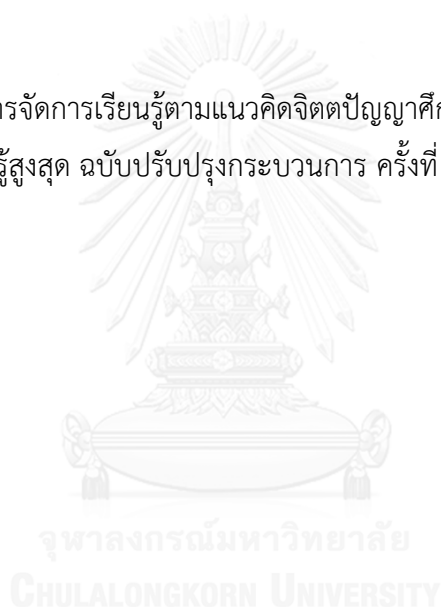 ารจัดการเรียนรู้ตามแนวคิดจิตตปัญญาศึก
รู้สูงสุด ฉบับปรับปรุงกระบวนการ ครั้งที่
จุฬาลงกรณ์มหาวิทยาลัย
CHULALONGKORN UNIVERSITY